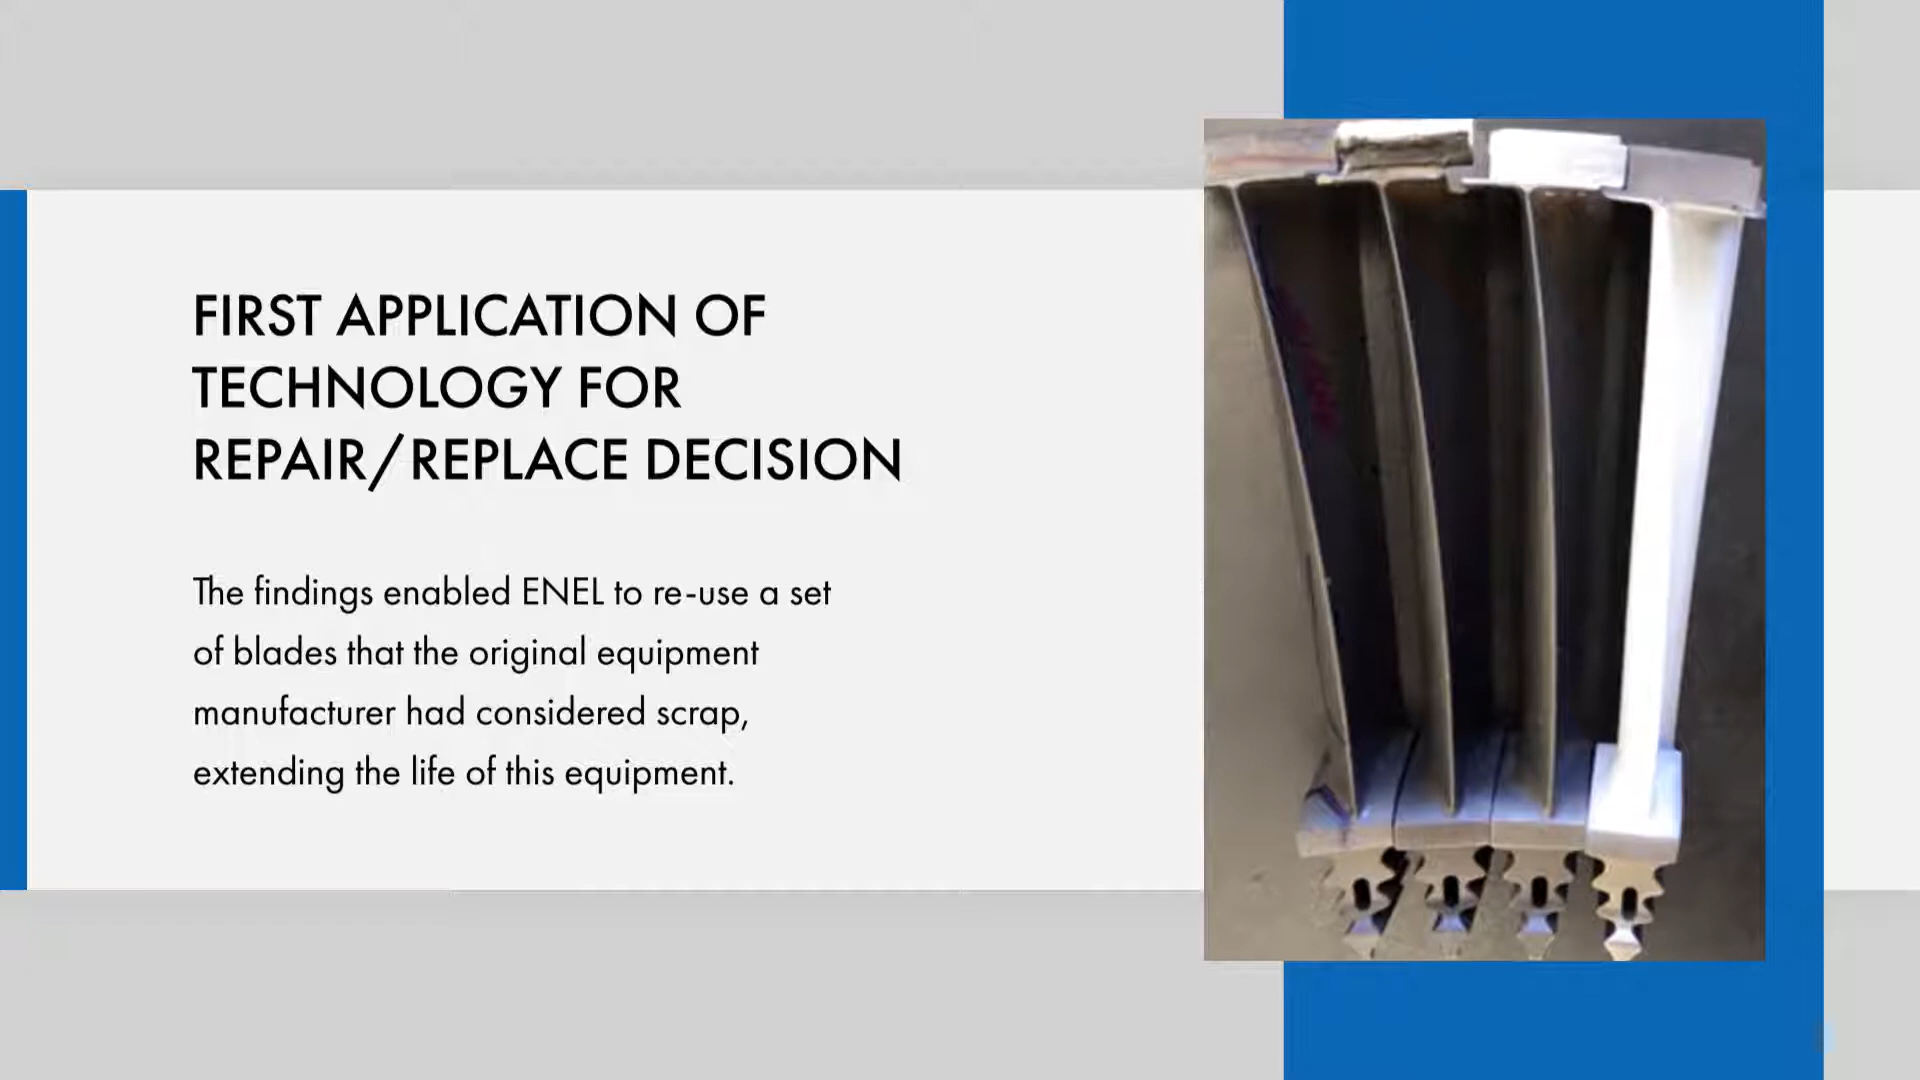 FIRST APPLICATION OF
TECHNOLOGY FOR
REPAIR/REPLACE DECISION
The findings enabled ENEL to re-use a set
of blades that the original equipment
manufacturer had considered scrap,
extending the life of this equipment.